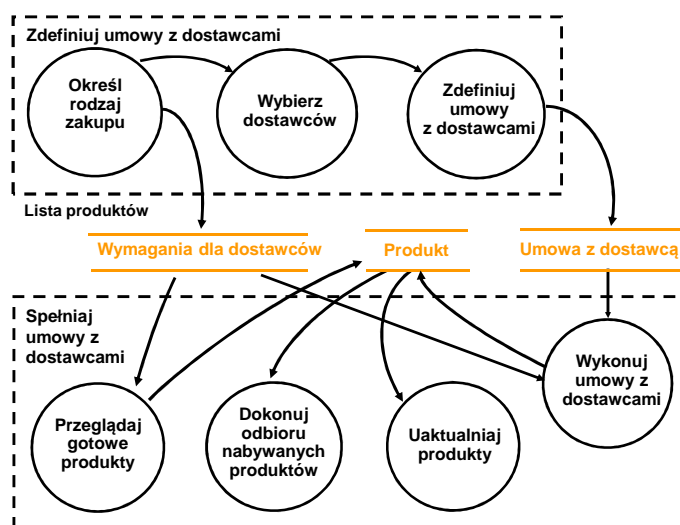 Zdefiniuj umowy z dostawcami
Określ
rodzaj
zakupu
Wybierz
dostawców
Zdefiniuj
umowy
z dostawcami
Lista produktów
Wymagania dla dostawców
Produkt
Umowa z dostawcą
Spełniaj
umowy z
dostawcami
Przeglądaj
gotowe
produkty
Dokonuj
odbioru
nabywanych
produktów
Uaktualniaj
produkty
Wykonuj
umowy z
dostawcami